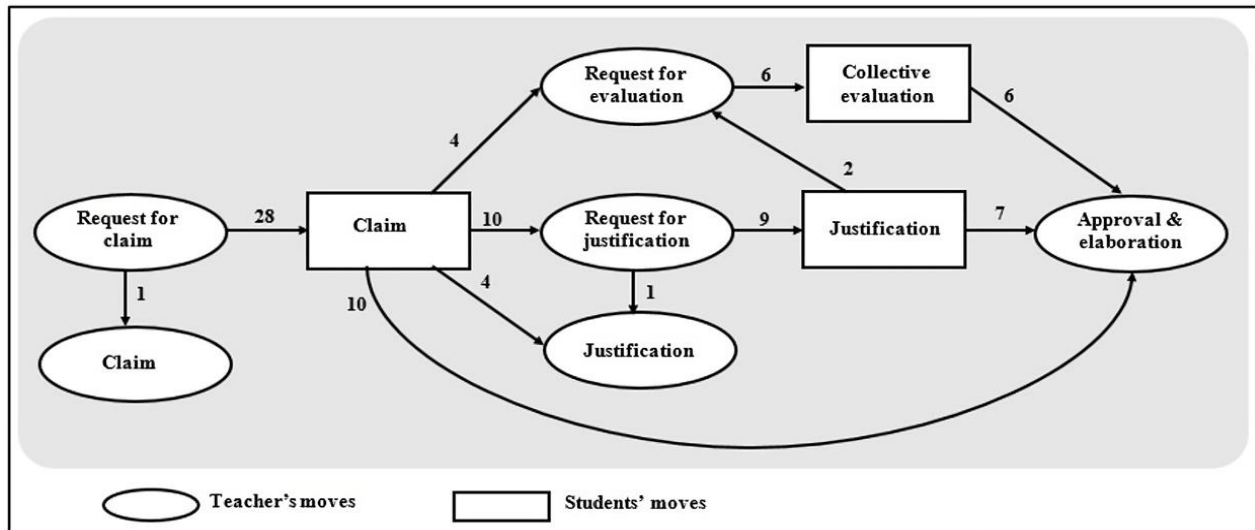 Request for
evaluation
6
Collective
evaluation
6
4
2
Request for
claim
28
Claim
10
Request for
justification
9
Justification
7
Approval &
elaboration
1
4
1
10
Claim
Justification
Teacher's moves
Students' moves